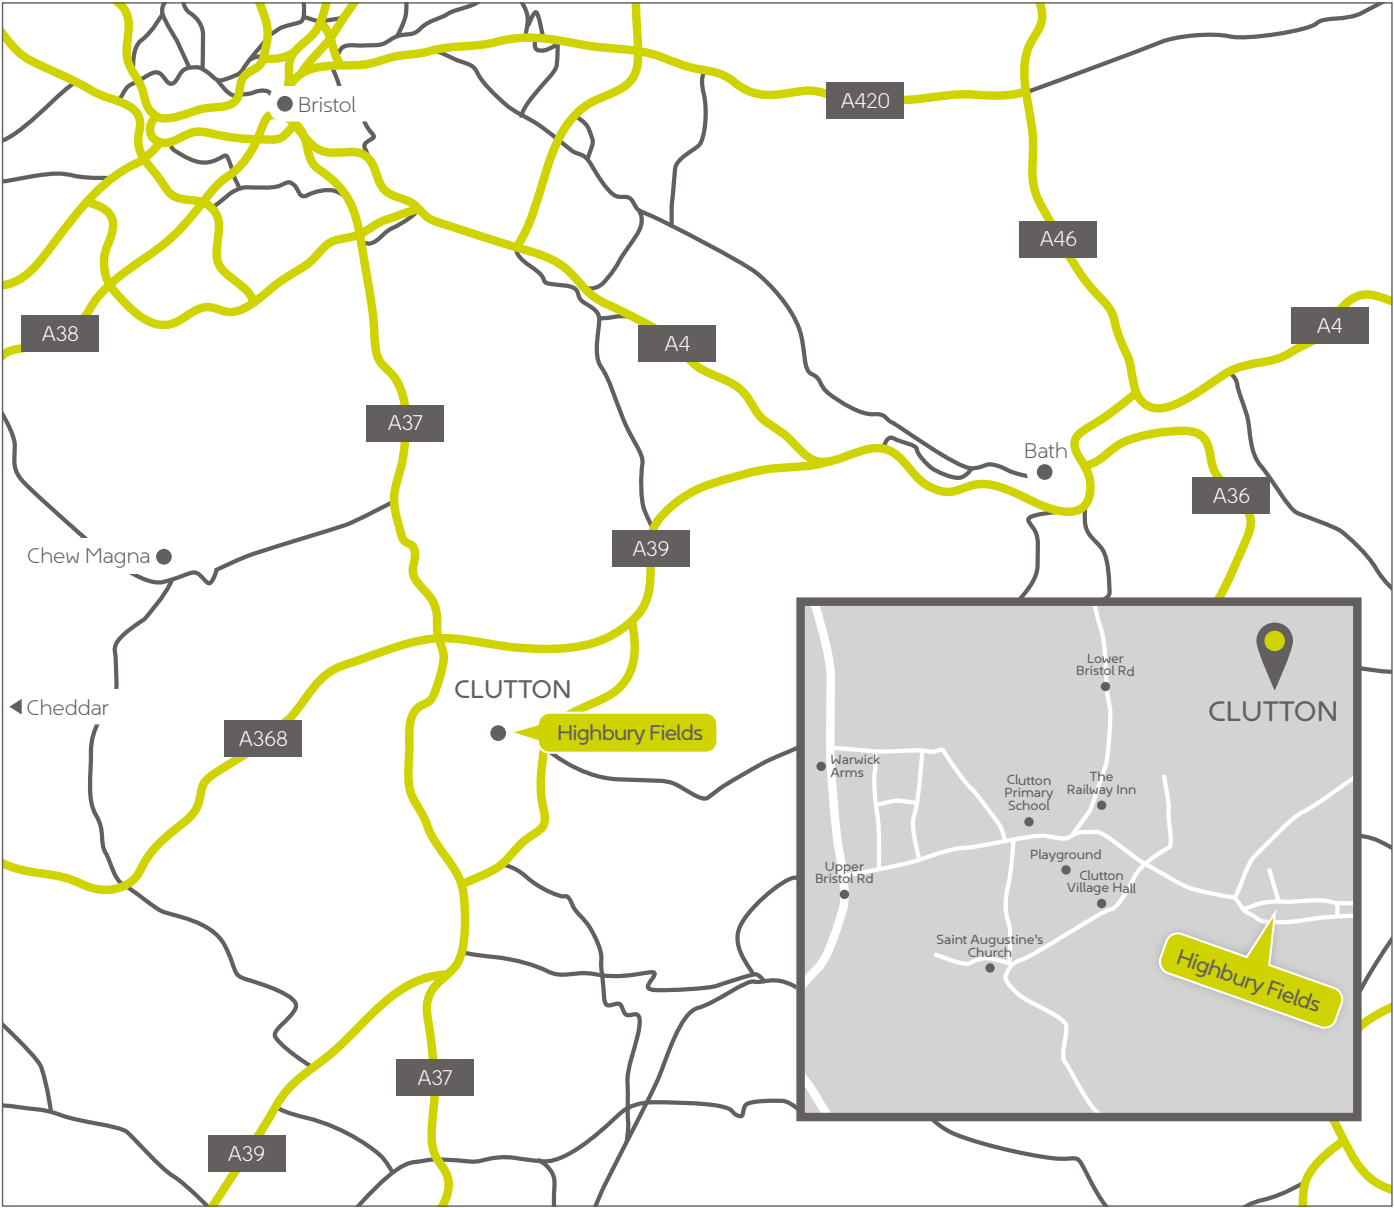 Bristol
A420
A46
A4
A38
A4
A37
Bath
A36
A39
Chew Magna
CLUTTON
Cheddar
Highbury Fields
A368
A37
A39
CLUTTON
Lower
Bristol Rd
Warwick
Arms
Clutton
Primary
School
The
Railway Inn
Playground
Upper
Bristol Rd
Clutton
Village Hall
Saint Augustine's
Church
Highbury Fields